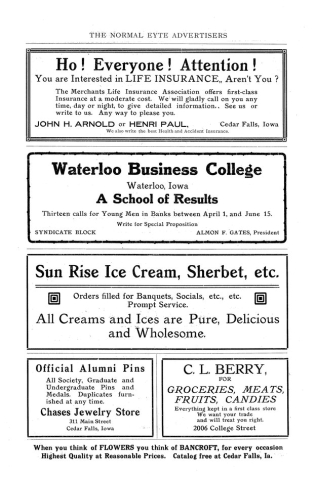 THE NORMAL EYTE ADVERTISERS
Ho! Everyone! Attention!
You are Interested in LIFE INSURANCE,, Aren't You?
The Merchants Life Insurance Association offers first-class
Insurance at a moderate cost. We will gladly call on you any
time, day or night, to give detailed information.. See us or
write to us. Any way to please you.
JOHN H. ARNOLD or HENRI PAUL, Cedar Falls, Iowa
We also write the best Health and Accident Insurance.
Waterloo Business College
Waterloo, Iowa
A School of Results
Thirteen calls for Young Men in Banks between April 1, and June 15.
Write for Special Proposition
SYNDICATE BLOCK ALMON F. GATES, President
Sun Rise Ice Cream, Sherbet, etc.
Orders filled for Banquets, Socials, etc., etc.
Prompt Service.
All Creams and Ices are Pure, Delicious
and Wholesome.
Official Alumni Pins
All Society, Graduate and
Undergraduate Pins and
Medals. Duplicates furn-
ished at any time.
Chases Jewelry Store
311 Main Street
Cedar Falls, Iowa
C. L. BERRY,
FOR
GROCERIES, MEATS,
FRUITS, CANDIES
Everything kept in a first class store
We want your trade
and will treat you right.
2006 College Street
When you think of FLOWERS you think of BANCROFT, for every occasion
Highest Quality at Reasonable Prices. Catalog free at Cedar Falls, Ia.